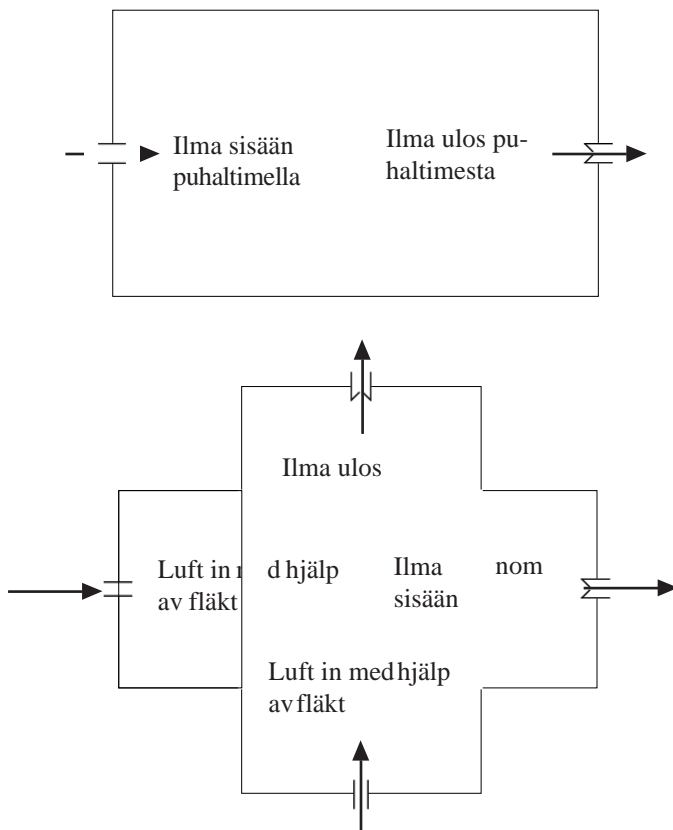 Ilma sisään
puhaltimella
Ilma ulos pu-
haltimesta
Ilma ulos
Luft in med hjälp
av fläkt
Ilma
sisään
nom
Luft in med hjälp
av fläkt